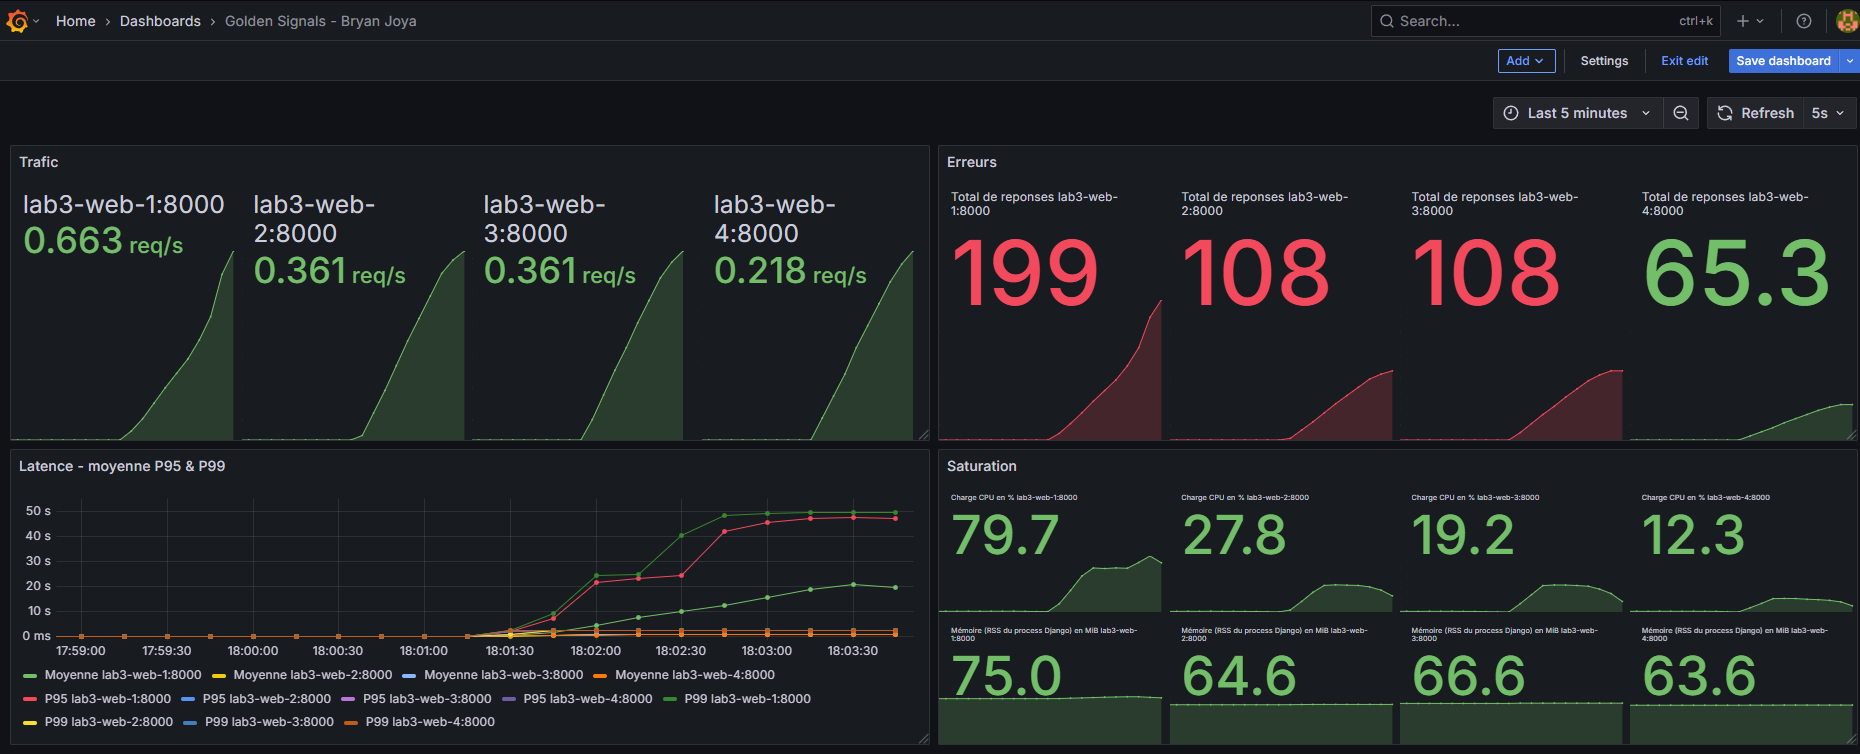 Home › Dashboards › Golden Signals - Bryan Joya
Search... ctrl+k
Add Settings Exit edit Save dashboard
Last 5 minutes Refresh 5s
Trafic
lab3-web-1:8000
0.663 req/s
lab3-web-
2:8000
0.361 req/s
lab3-web-
3:8000
0.361 req/s
lab3-web-
4:8000
0.218 req/s
Erreurs
Total de reponses lab3-web-
1:8000
199
Total de reponses lab3-web-
2:8000
108
Total de reponses lab3-web-
3:8000
108
Total de reponses lab3-web-
4:8000
65.3
Latence - moyenne P95 & P99
50 s
40 s
30 s
20 s
10 s
0 ms
17:59:00 17:59:30 18:00:00 18:00:30 18:01:00 18:01:30 18:02:00 18:02:30 18:03:00 18:03:30
Moyenne lab3-web-1:8000 Moyenne lab3-web-2:8000 Moyenne lab3-web-3:8000 Moyenne lab3-web-4:8000
P95 lab3-web-1:8000 P95 lab3-web-2:8000 P95 lab3-web-3:8000 P95 lab3-web-4:8000 P99 lab3-web-1:8000
P99 lab3-web-2:8000 P99 lab3-web-3:8000 P99 lab3-web-4:8000
Saturation
Charge CPU en % lab3-web-1:8000
79.7
Charge CPU en % lab3-web-2:8000
27.8
Charge CPU en % lab3-web-3:8000
19.2
Charge CPU en % lab3-web-4:8000
12.3
Mémoire (RSS du process Django) en MiB lab3-web-
1:8000
75.0
Mémoire (RSS du process Django) en MiB lab3-web-
2:8000
64.6
Mémoire (RSS du process Django) en MiB lab3-web-
3:8000
66.6
Mémoire (RSS du process Django) en MiB lab3-web-
4:8000
63.6